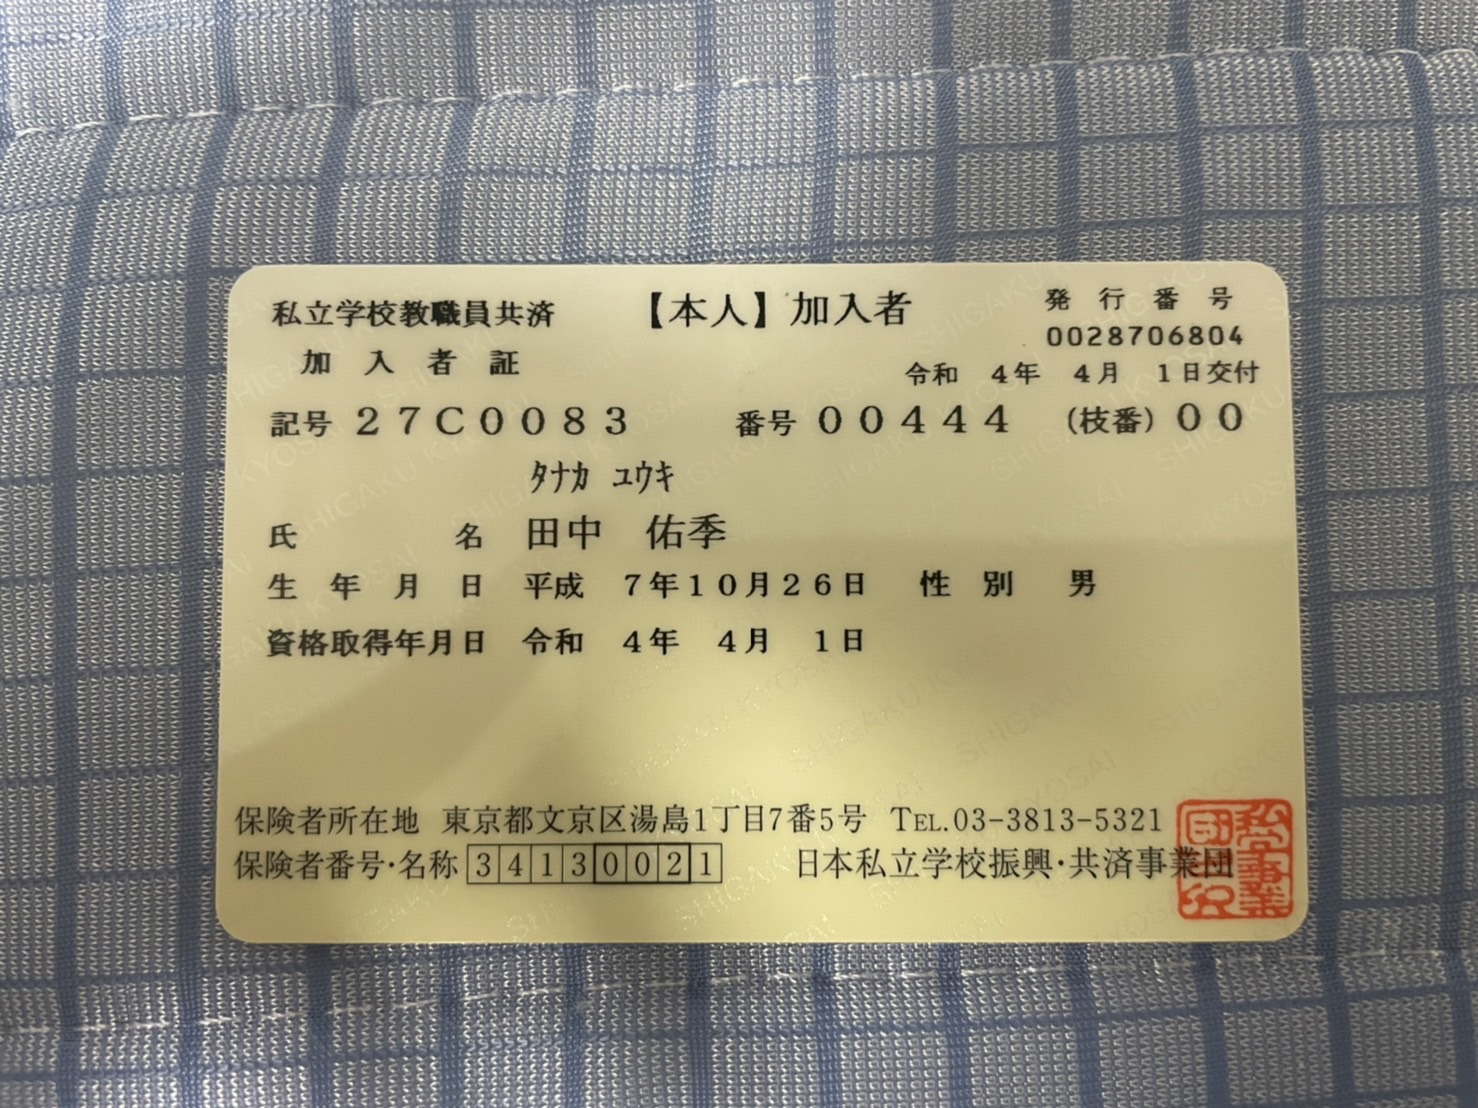 私立学校教職員共済 【本人】加入者 発行番号
0028706804
加入者証
令和 4年 4月 1日交付
記号 27C0083 番号 00444 (枝番) 00
タナカ ユウキ
氏名 田中 佑季
生年月日 平成 7年10月26日 性別 男
資格取得年月日 令和 4年 4月 1日
保険者所在地 東京都文京区湯島1丁目7番5号 TEL.03-3813-5321
保険者番号・名称 34130021 日本私立学校振興・共済事業団